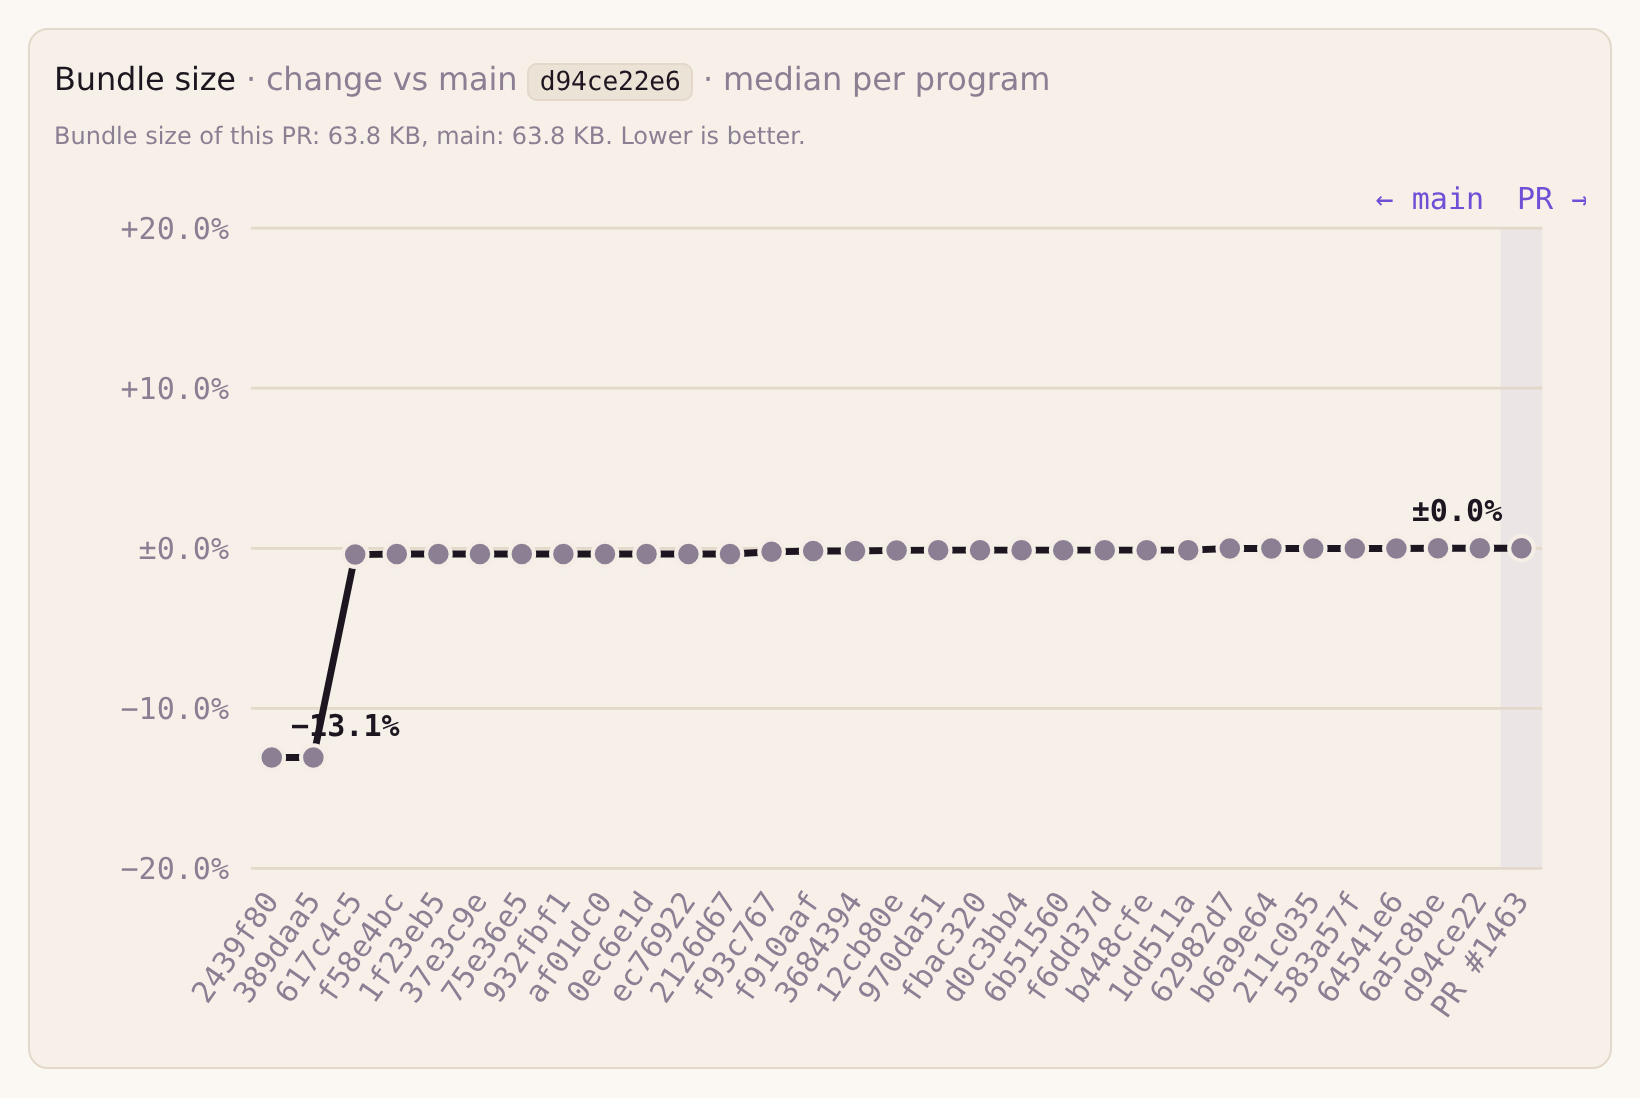 Bundle size · change vs main d94ce22e6 · median per program
Bundle size of this PR: 63.8 KB, main: 63.8 KB. Lower is better.
← main PR →
+20.0%
+10.0%
±0.0%
−10.0%
−20.0%
±0.0%
−13.1%
2439f80
389daa5
617c4c5
f58e4bc
1f23eb5
37e3c9e
75e36e5
932fbf1
af01dc0
0ec6e1d
ec76922
2126d67
f93c767
f910aaf
3684394
12cb80e
970da51
fbac320
d0c3bb4
6b51560
f6dd37d
b448cfe
1dd511a
62982d7
b6a9e64
211c035
583a57f
64541e6
6a5c8be
d94ce22
PR #1463